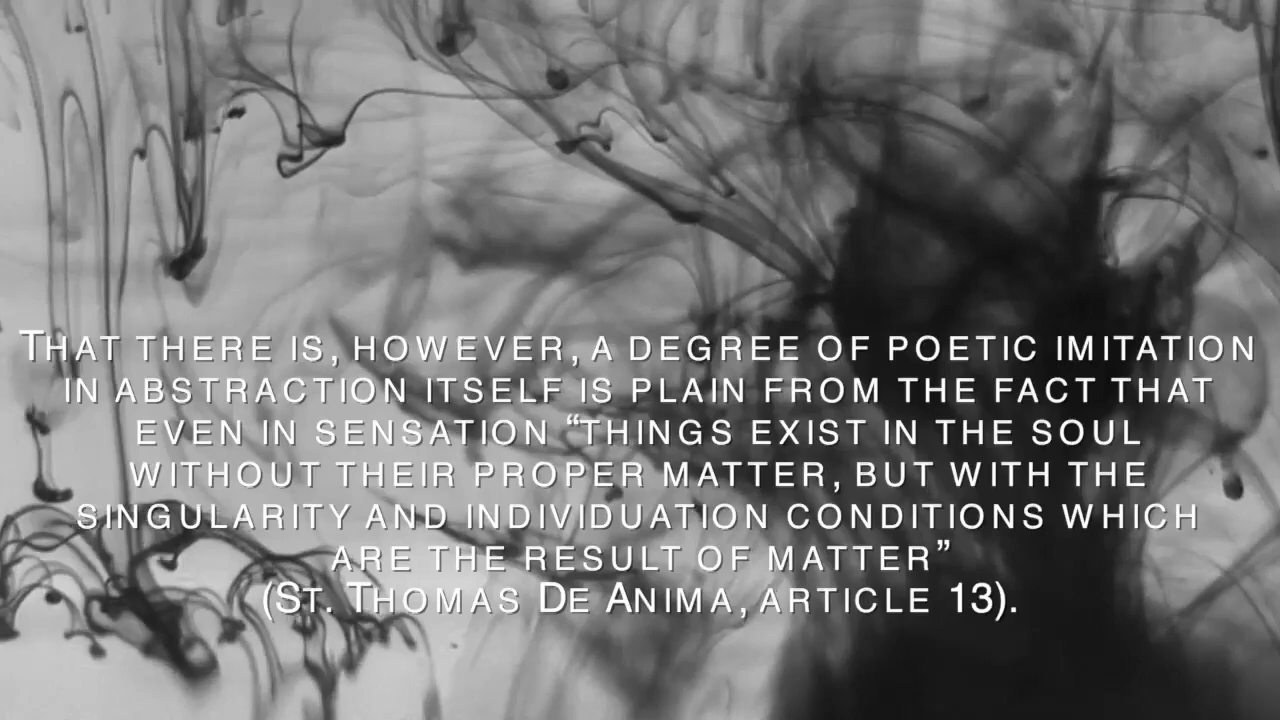 THAT THERE IS, HOWEVER, A DEGREE OF POETIC IMITATION
IN ABSTRACTION ITSELF IS PLAIN FROM THE FACT THAT
EVEN IN SENSATION “THINGS EXIST IN THE SOUL
WITHOUT THEIR PROPER MATTER, BUT WITH THE
SINGULARITY AND INDIVIDUATION CONDITIONS WHICH
ARE THE RESULT OF MATTER”
(ST. THOMAS DE ANIMA, ARTICLE 13).